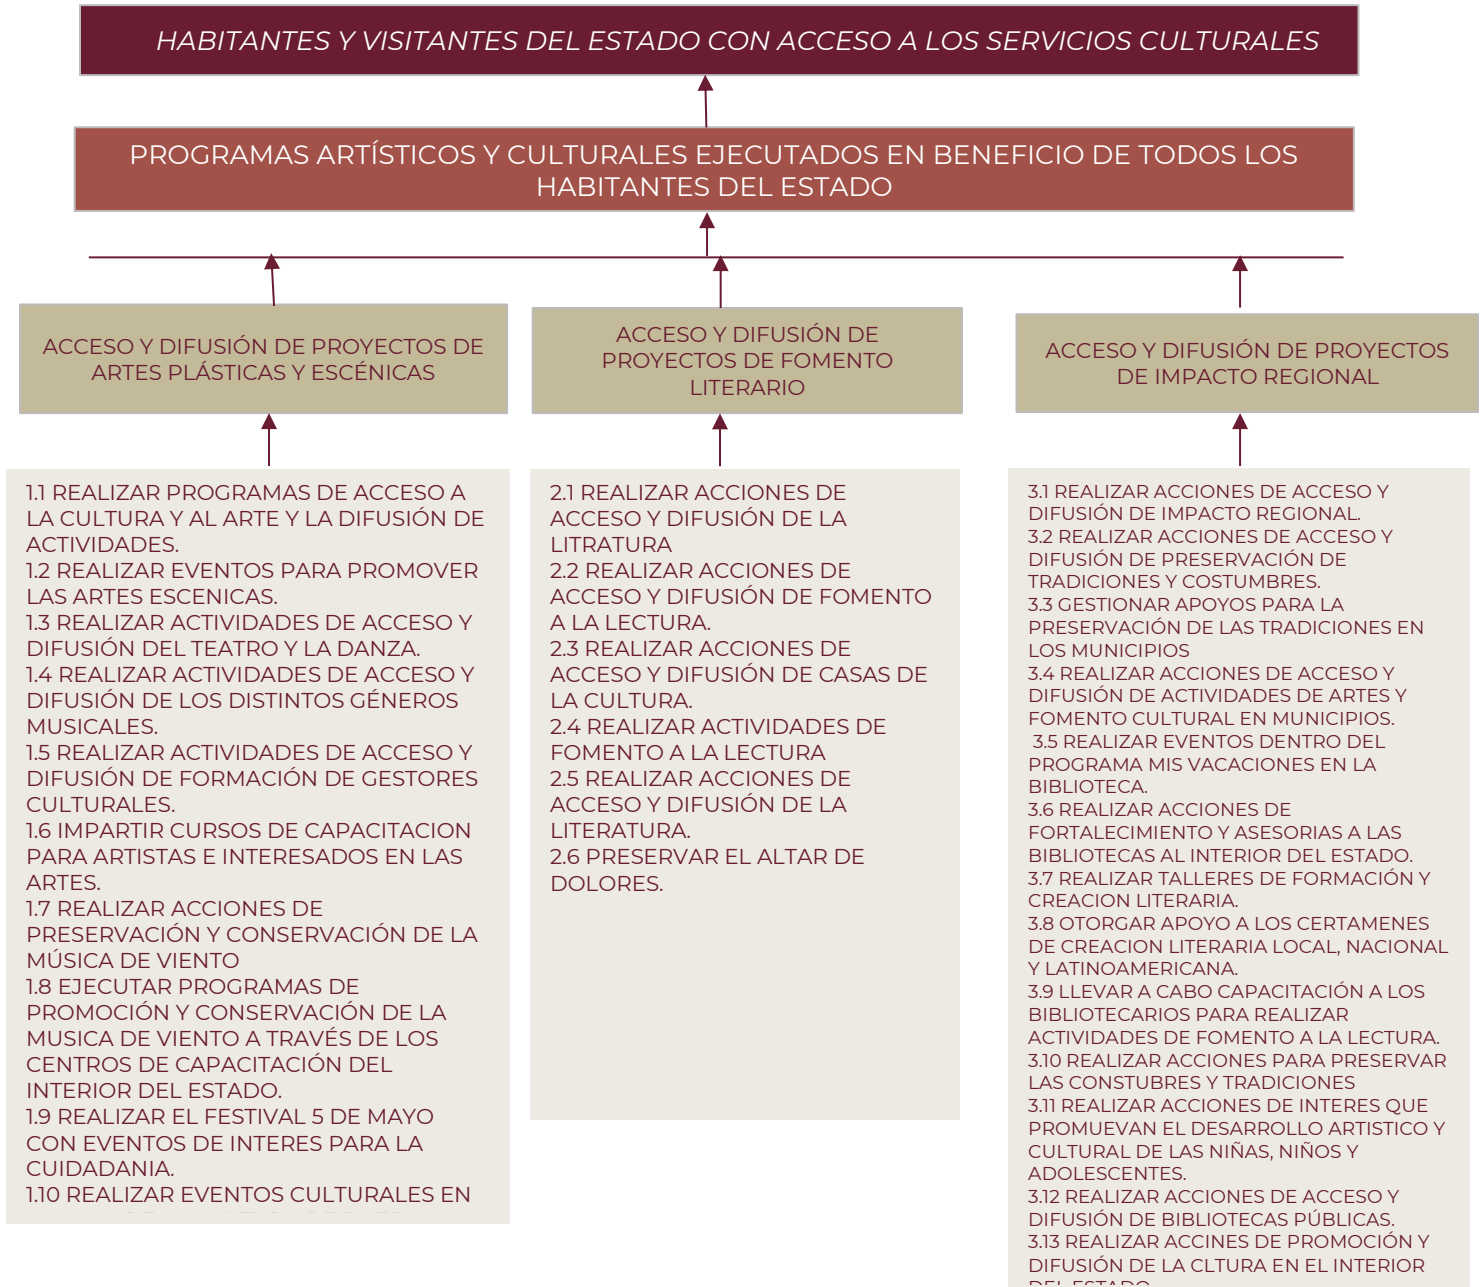 HABITANTES Y VISITANTES DEL ESTADO CON ACCESO A LOS SERVICIOS CULTURALES
PROGRAMAS ARTÍSTICOS Y CULTURALES EJECUTADOS EN BENEFICIO DE TODOS LOS
HABITANTES DEL ESTADO
ACCESO Y DIFUSIÓN DE PROYECTOS DE
ARTES PLÁSTICAS Y ESCÉNICAS
ACCESO Y DIFUSIÓN DE
PROYECTOS DE FOMENTO
LITERARIO
ACCESO Y DIFUSIÓN DE PROYECTOS
DE IMPACTO REGIONAL
1.1 REALIZAR PROGRAMAS DE ACCESO A
LA CULTURA Y AL ARTE Y LA DIFUSIÓN DE
ACTIVIDADES.
1.2 REALIZAR EVENTOS PARA PROMOVER
LAS ARTES ESCENICAS.
1.3 REALIZAR ACTIVIDADES DE ACCESO Y
DIFUSIÓN DEL TEATRO Y LA DANZA.
1.4 REALIZAR ACTIVIDADES DE ACCESO Y
DIFUSIÓN DE LOS DISTINTOS GÉNEROS
MUSICALES.
1.5 REALIZAR ACTIVIDADES DE ACCESO Y
DIFUSIÓN DE FORMACIÓN DE GESTORES
CULTURALES.
1.6 IMPARTIR CURSOS DE CAPACITACION
PARA ARTISTAS E INTERESADOS EN LAS
ARTES.
1.7 REALIZAR ACCIONES DE
PRESERVACIÓN Y CONSERVACIÓN DE LA
MÚSICA DE VIENTO
1.8 EJECUTAR PROGRAMAS DE
PROMOCIÓN Y CONSERVACIÓN DE LA
MUSICA DE VIENTO A TRAVÉS DE LOS
CENTROS DE CAPACITACIÓN DEL
INTERIOR DEL ESTADO.
1.9 REALIZAR EL FESTIVAL 5 DE MAYO
CON EVENTOS DE INTERES PARA LA
CUIDADANIA.
1.10 REALIZAR EVENTOS CULTURALES EN
2.1 REALIZAR ACCIONES DE
ACCESO Y DIFUSIÓN DE LA
LITRATURA
2.2 REALIZAR ACCIONES DE
ACCESO Y DIFUSIÓN DE FOMENTO
A LA LECTURA.
2.3 REALIZAR ACCIONES DE
ACCESO Y DIFUSIÓN DE CASAS DE
LA CULTURA.
2.4 REALIZAR ACTIVIDADES DE
FOMENTO A LA LECTURA
2.5 REALIZAR ACCIONES DE
ACCESO Y DIFUSIÓN DE LA
LITERATURA.
2.6 PRESERVAR EL ALTAR DE
DOLORES.
3.1 REALIZAR ACCIONES DE ACCESO Y
DIFUSIÓN DE IMPACTO REGIONAL.
3.2 REALIZAR ACCIONES DE ACCESO Y
DIFUSIÓN DE PRESERVACIÓN DE
TRADICIONES Y COSTUMBRES.
3.3 GESTIONAR APOYOS PARA LA
PRESERVACIÓN DE LAS TRADICIONES EN
LOS MUNICIPIOS
3.4 REALIZAR ACCIONES DE ACCESO Y
DIFUSIÓN DE ACTIVIDADES DE ARTES Y
FOMENTO CULTURAL EN MUNICIPIOS.
3.5 REALIZAR EVENTOS DENTRO DEL
PROGRAMA MIS VACACIONES EN LA
BIBLIOTECA.
3.6 REALIZAR ACCIONES DE
FORTALECIMIENTO Y ASESORIAS A LAS
BIBLIOTECAS AL INTERIOR DEL ESTADO.
3.7 REALIZAR TALLERES DE FORMACIÓN Y
CREACION LITERARIA.
3.8 OTORGAR APOYO A LOS CERTAMENES
DE CREACION LITERARIA LOCAL, NACIONAL
Y LATINOAMERICANA.
3.9 LLEVAR A CABO CAPACITACIÓN A LOS
BIBLIOTECARIOS PARA REALIZAR
ACTIVIDADES DE FOMENTO A LA LECTURA.
3.10 REALIZAR ACCIONES PARA PRESERVAR
LAS CONSTUBRES Y TRADICIONES
3.11 REALIZAR ACCIONES DE INTERES QUE
PROMUEVAN EL DESARROLLO ARTISTICO Y
CULTURAL DE LAS NIÑAS, NIÑOS Y
ADOLESCENTES.
3.12 REALIZAR ACCIONES DE ACCESO Y
DIFUSIÓN DE BIBLIOTECAS PÚBLICAS.
3.13 REALIZAR ACCINES DE PROMOCIÓN Y
DIFUSIÓN DE LA CLTURA EN EL INTERIOR
DEL ESTADO